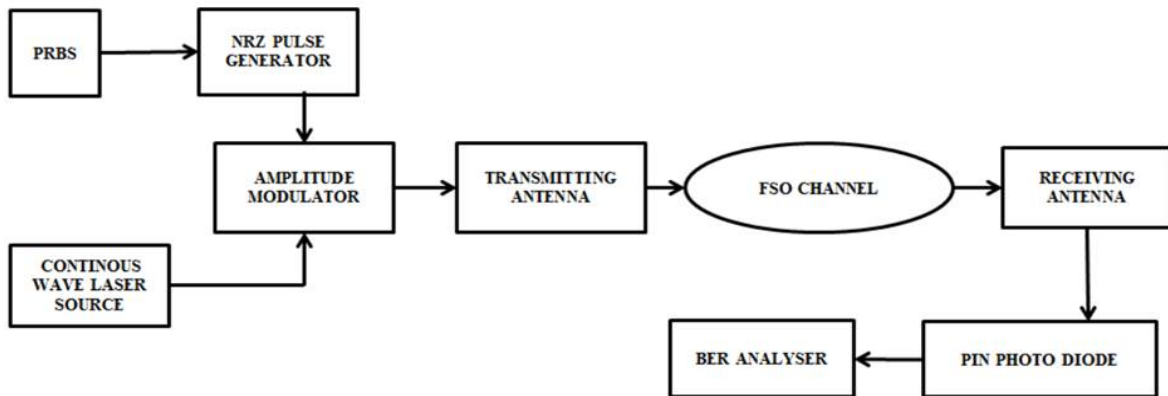 PRBS
NRZ PULSE
GENERATOR
AMPLITUDE
MODULATOR
TRANSMITTING
ANTENNA
FSO CHANNEL
RECEIVING
ANTENNA
CONTINOUS
WAVE LASER
SOURCE
BER ANALYSER
PIN PHOTO DIODE